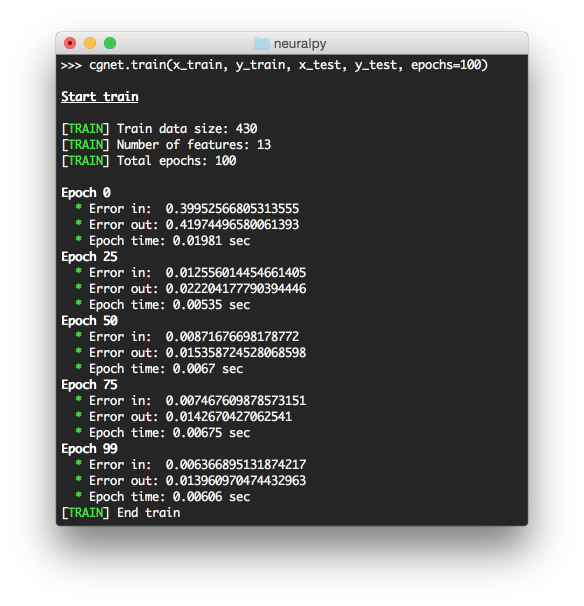 neuralpy
>>> cgnet.train(x_train, y_train, x_test, y_test, epochs=100)
Start train
[TRAIN] Train data size: 430
[TRAIN] Number of features: 13
[TRAIN] Total epochs: 100
Epoch 0
* Error in:  0.39952566805313555
* Error out: 0.41974496580061393
* Epoch time: 0.01981 sec
Epoch 25
* Error in:  0.012556014454661405
* Error out: 0.022204177790394446
* Epoch time: 0.00535 sec
Epoch 50
* Error in:  0.00871676698178772
* Error out: 0.015358724528068598
* Epoch time: 0.0067 sec
Epoch 75
* Error in:  0.007467609878573151
* Error out: 0.0142670427062541
* Epoch time: 0.00675 sec
Epoch 99
* Error in:  0.006366895131874217
* Error out: 0.013960970474432963
* Epoch time: 0.00606 sec
[TRAIN] End train